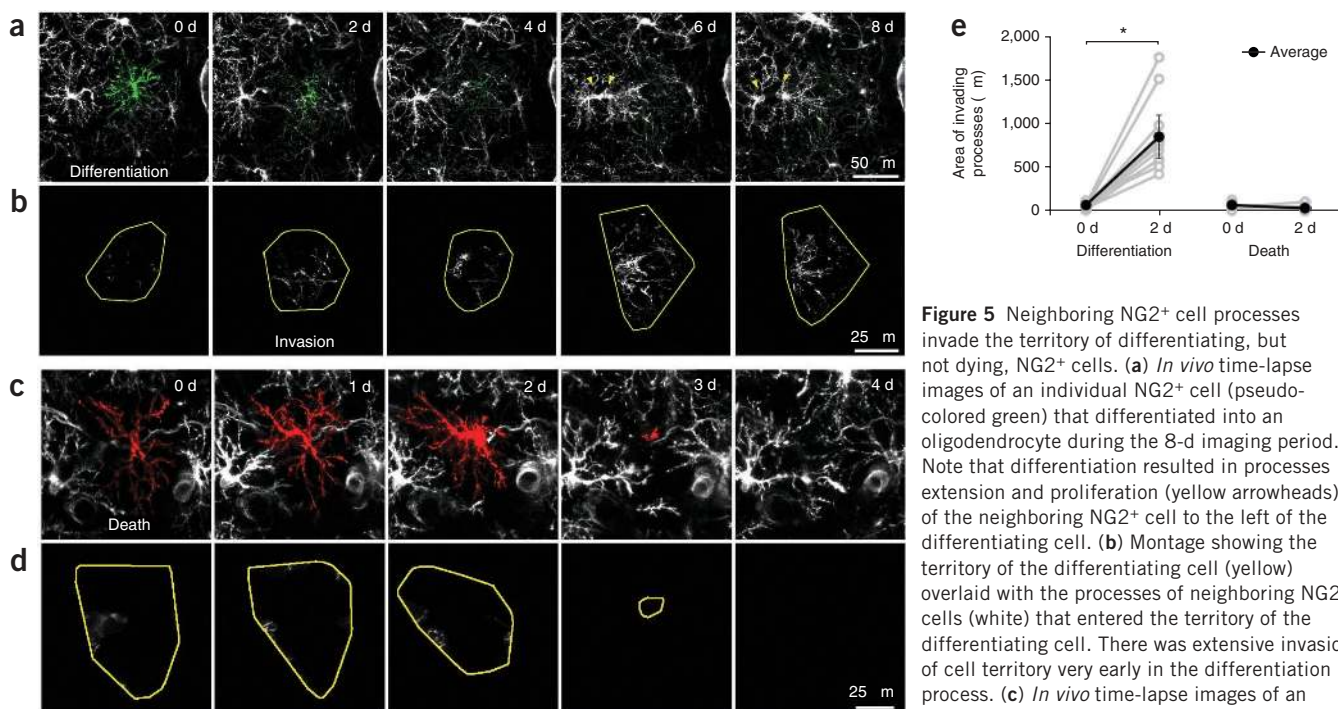 a
0 d
2 d
4 d
6 d
8 d
Differentiation
50 m
b
Invasion
25 m
c
0 d
1 d
2 d
3 d
4 d
Death
d
25 m
e
2,000
1,500
1,000
500
0
Area of invading
processes ( m)
*
Average
0 d
2 d
0 d
2 d
Differentiation
Death
Figure 5 Neighboring NG2+ cell processes
invade the territory of differentiating, but
not dying, NG2+ cells. (a) In vivo time-lapse
images of an individual NG2+ cell (pseudo-
colored green) that differentiated into an
oligodendrocyte during the 8-d imaging period.
Note that differentiation resulted in processes
extension and proliferation (yellow arrowheads)
of the neighboring NG2+ cell to the left of the
differentiating cell. (b) Montage showing the
territory of the differentiating cell (yellow)
overlaid with the processes of neighboring NG2
cells (white) that entered the territory of the
differentiating cell. There was extensive invasio
of cell territory very early in the differentiation
process. (c) In vivo time-lapse images of an